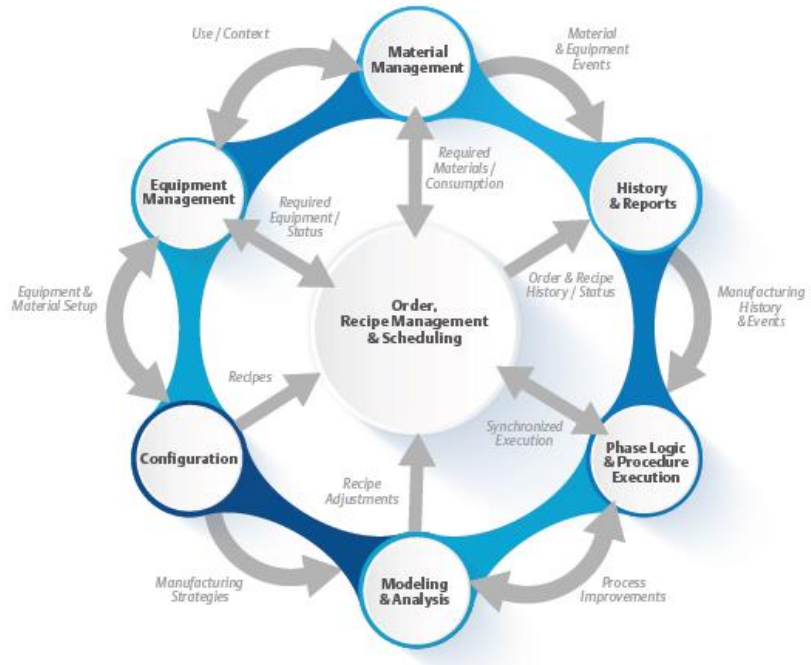 Use / Context
Material
Management
Material
& Equipment
Events
Equipment
Management
Required
Materials /
Consumption
History
& Reports
Required
Equipment /
Status
Equipment &
Material Setup
Order,
Recipe Management
& Scheduling
Order & Recipe
History / Status
Manufacturing
History
& Events
Recipes
Configuration
Synchronized
Execution
Phase Logic
& Procedure
Execution
Recipe
Adjustments
Manufacturing
Strategies
Modeling
& Analysis
Process
Improvements